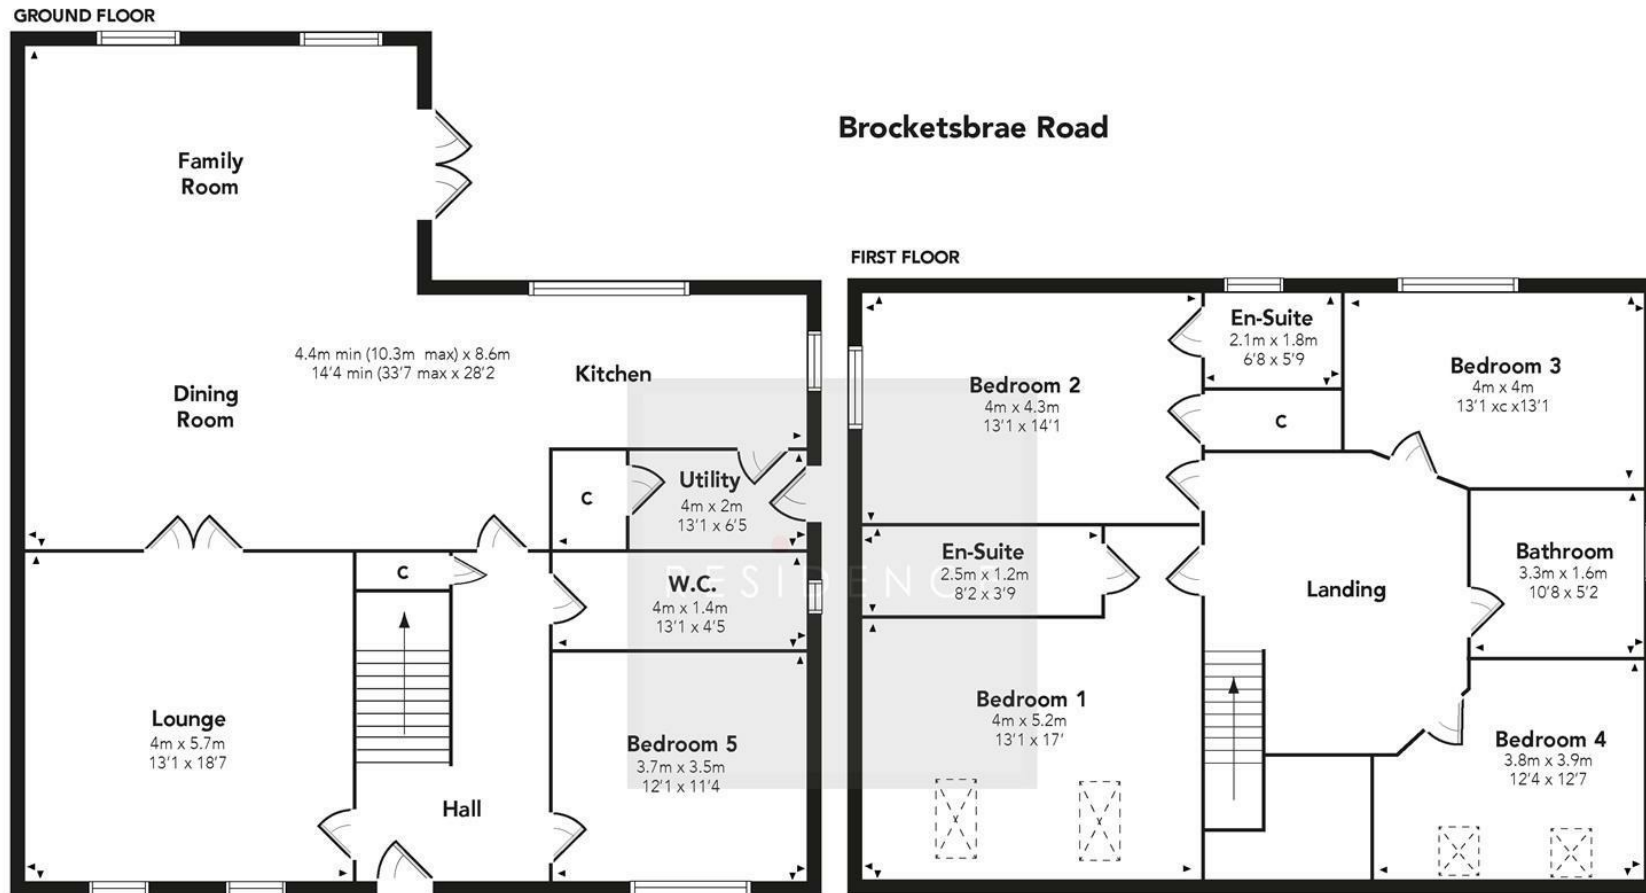 GROUND FLOOR
Brocketsbrae Road
Family
Room
4.4m min (10.3m max) x 8.6m
14'4 min (33'7 max x 28'2
Kitchen
Dining
Room
C
Utility
4m x 2m
13'1 x 6'5
C
W.C.
4m x 1.4m
13'1 x 4'5
Lounge
4m x 5.7m
13'1 x 18'7
Bedroom 5
3.7m x 3.5m
12'1 x 11'4
Hall
FIRST FLOOR
En-Suite
2.1m x 1.8m
6'8 x 5'9
Bedroom 2
4m x 4.3m
13'1 x 14'1
Bedroom 3
4m x 4m
13'1 xc x13'1
C
En-Suite
2.5m x 1.2m
8'2 x 3'9
Bathroom
3.3m x 1.6m
10'8 x 5'2
Landing
Bedroom 1
4m x 5.2m
13'1 x 17'
Bedroom 4
3.8m x 3.9m
12'4 x 12'7
RESIDENCE